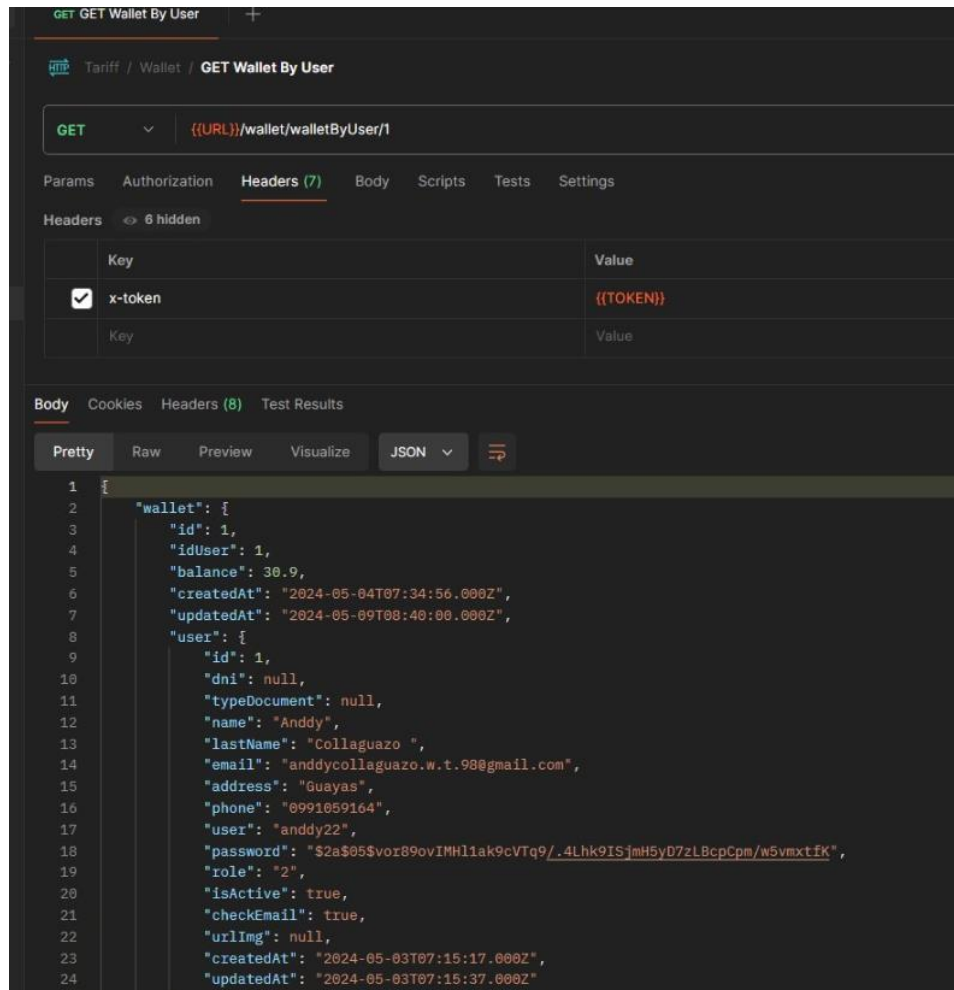 GET GET Wallet By User +
HTTP Tariff / Wallet / GET Wallet By User
GET {{URL}}/wallet/walletByUser/1
Params Authorization Headers (7) Body Scripts Tests Settings
Headers 6 hidden
Key Value
x-token {{TOKEN}}
Key Value
Body Cookies Headers (8) Test Results
Pretty Raw Preview Visualize JSON
1 {
2 "wallet": {
3 "id": 1,
4 "idUser": 1,
5 "balance": 30.9,
6 "createdAt": "2024-05-04T07:34:56.000Z",
7 "updatedAt": "2024-05-09T08:40:00.000Z",
8 "user": {
9 "id": 1,
10 "dni": null,
11 "typeDocument": null,
12 "name": "Anddy",
13 "lastName": "Collaguazo ",
14 "email": "anddycollaguazo.w.t.98@gmail.com",
15 "address": "Guayas",
16 "phone": "0991059164",
17 "user": "anddy22",
18 "password": "$2a$05$vor89ovIMHl1ak9cVTq9/.4Lhk9ISjmH5yD7zLBcpCpm/w5vmxtfK",
19 "role": "2",
20 "isActive": true,
21 "checkEmail": true,
22 "urlImg": null,
23 "createdAt": "2024-05-03T07:15:17.000Z",
24 "updatedAt": "2024-05-03T07:15:37.000Z"